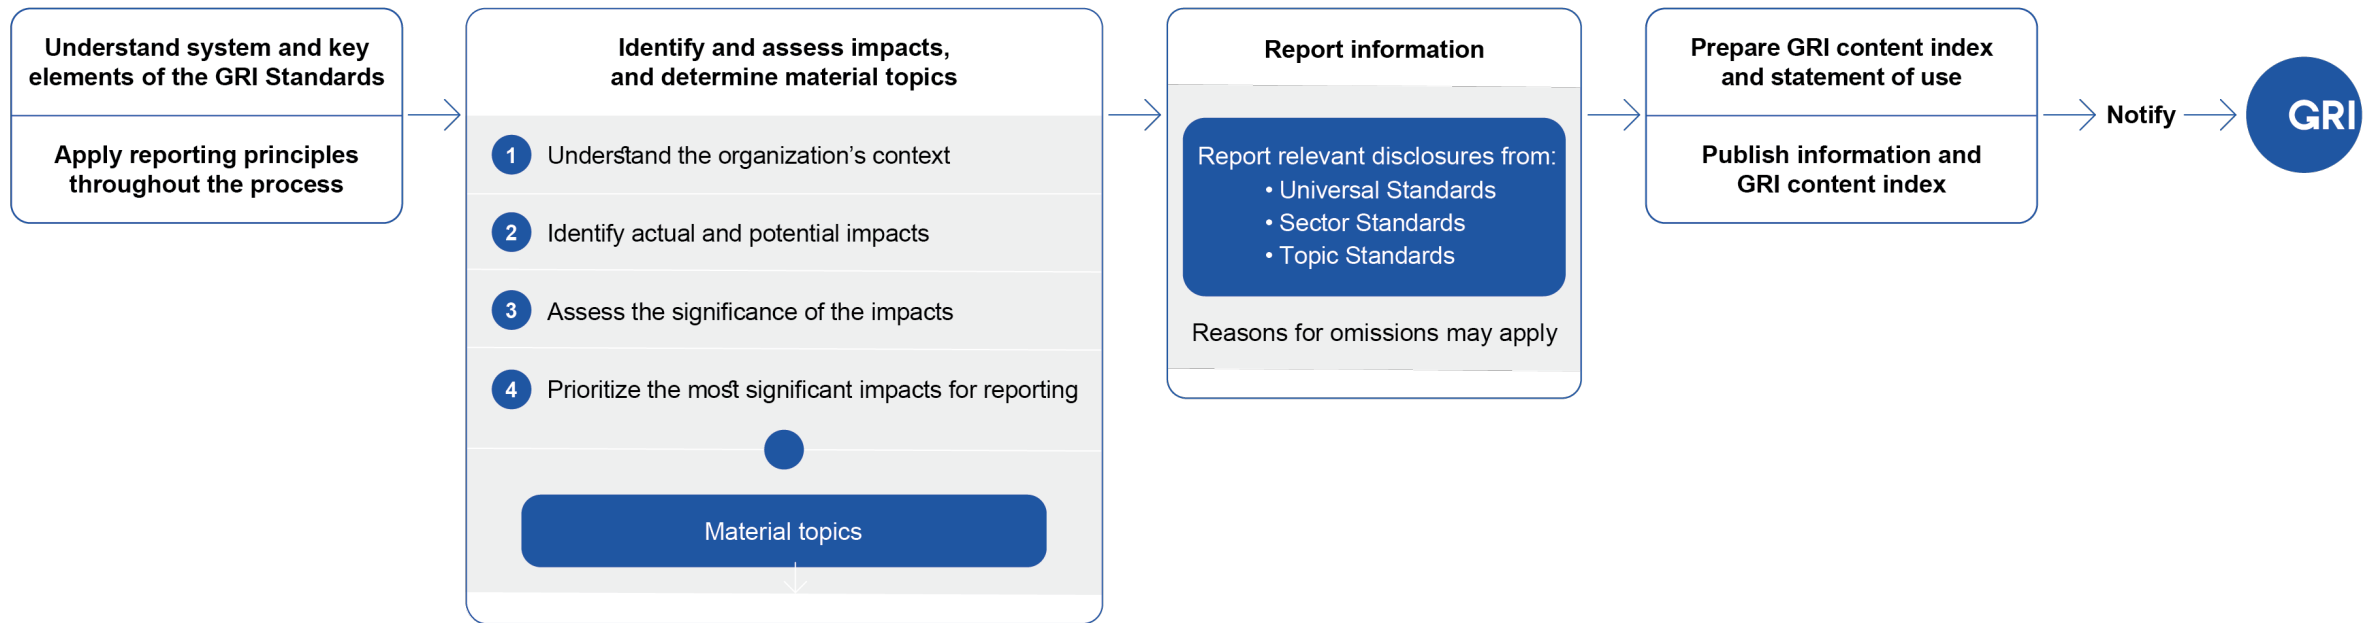 Understand system and key
elements of the GRI Standards
Apply reporting principles
throughout the process
Identify and assess impacts,
and determine material topics
1 Understand the organization’s context
2 Identify actual and potential impacts
3 Assess the significance of the impacts
4 Prioritize the most significant impacts for reporting
Material topics
Report information
Report relevant disclosures from:
• Universal Standards
• Sector Standards
• Topic Standards
Reasons for omissions may apply
Prepare GRI content index
and statement of use
Publish information and
GRI content index
Notify
GRI